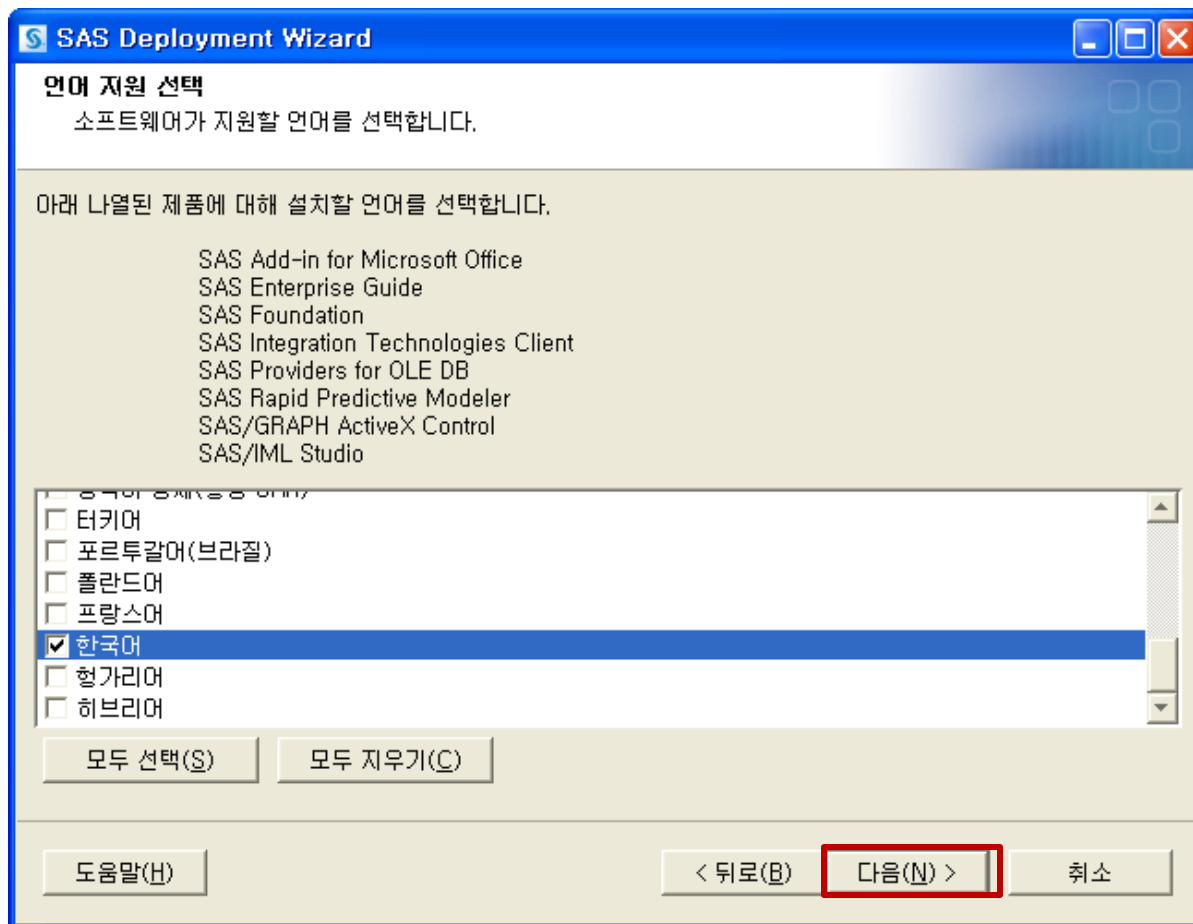 SAS Deployment Wizard
언어 지원 선택
소프트웨어가 지원할 언어를 선택합니다.
아래 나열된 제품에 대해 설치할 언어를 선택합니다.
SAS Add-in for Microsoft Office
SAS Enterprise Guide
SAS Foundation
SAS Integration Technologies Client
SAS Providers for OLE DB
SAS Rapid Predictive Modeler
SAS/GRAPH ActiveX Control
SAS/IML Studio
터키어
포르투갈어(브라질)
폴란드어
프랑스어
한국어
헝가리어
히브리어
모두 선택(S) 모두 지우기(C)
도움말(H) < 뒤로(B) 다음(N) > 취소